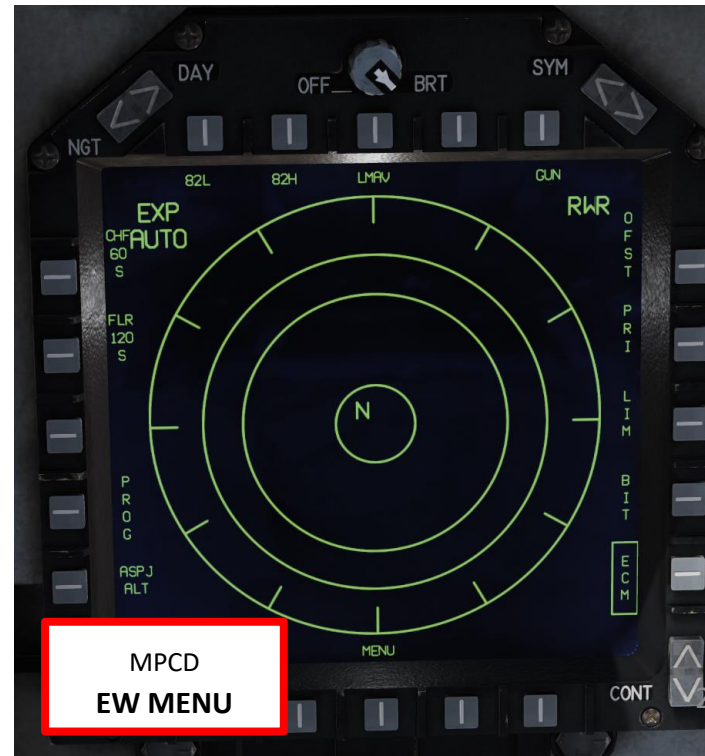 DAY
OFF
BRT
SYM
NGT
82L
82H
LMAV
GUN
EXP
AUTO
RWR
CHF
60
S
FLR
120
S
PROG
ASPJ
ALT
OFST
PRI
LIM
BIT
ECM
N
MENU
CONT
MPCD
EW MENU